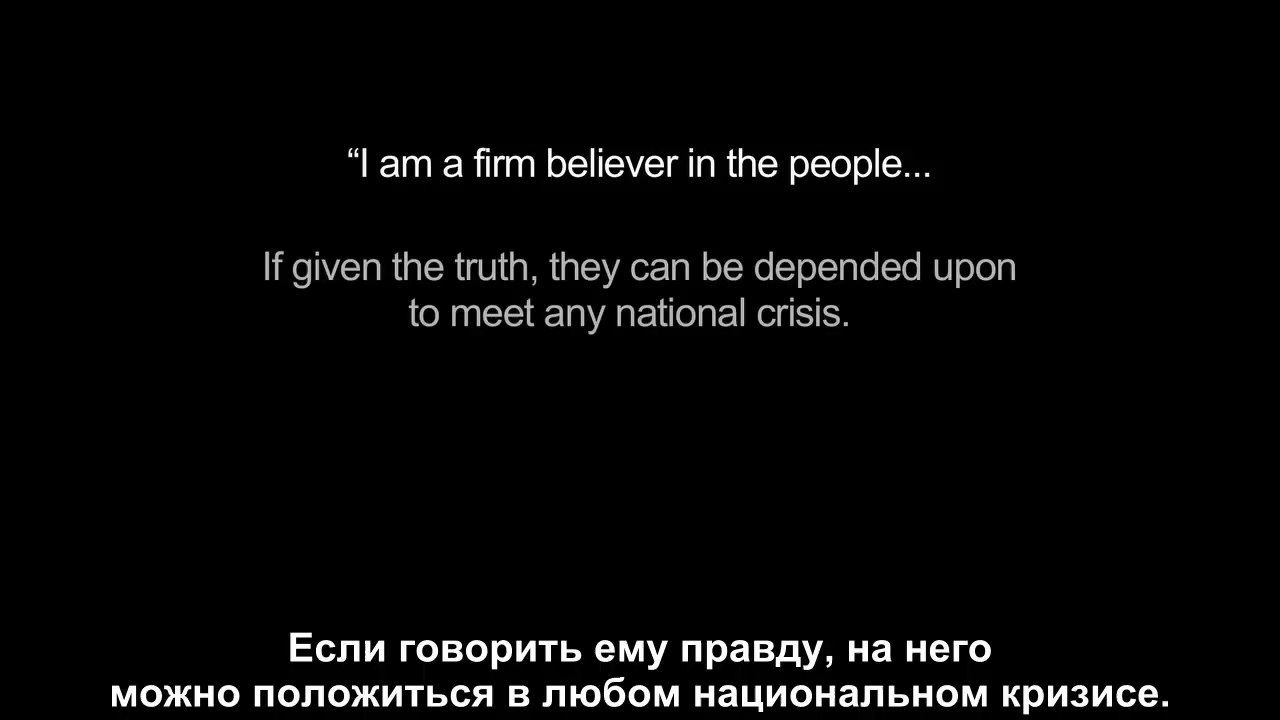 “I am a firm believer in the people...
If given the truth, they can be depended upon
to meet any national crisis.
Если говорить ему правду, на него
можно положиться в любом национальном кризисе.